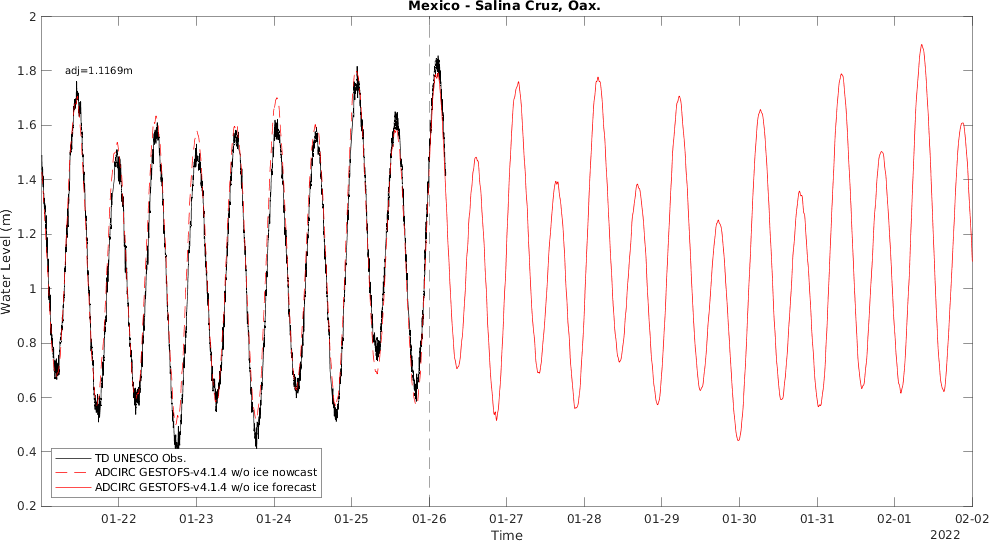 Mexico - Salina Cruz, Oax.
2
1.8
1.6
1.4
1.2
1
0.8
0.6
0.4
0.2
Water Level (m)
adj=1.1169m
TD UNESCO Obs.
ADCIRC GESTOFS-v4.1.4 w/o ice nowcast
ADCIRC GESTOFS-v4.1.4 w/o ice forecast
01-22 01-23 01-24 01-25 01-26 01-27 01-28 01-29 01-30 01-31 02-01 02-02
Time
2022